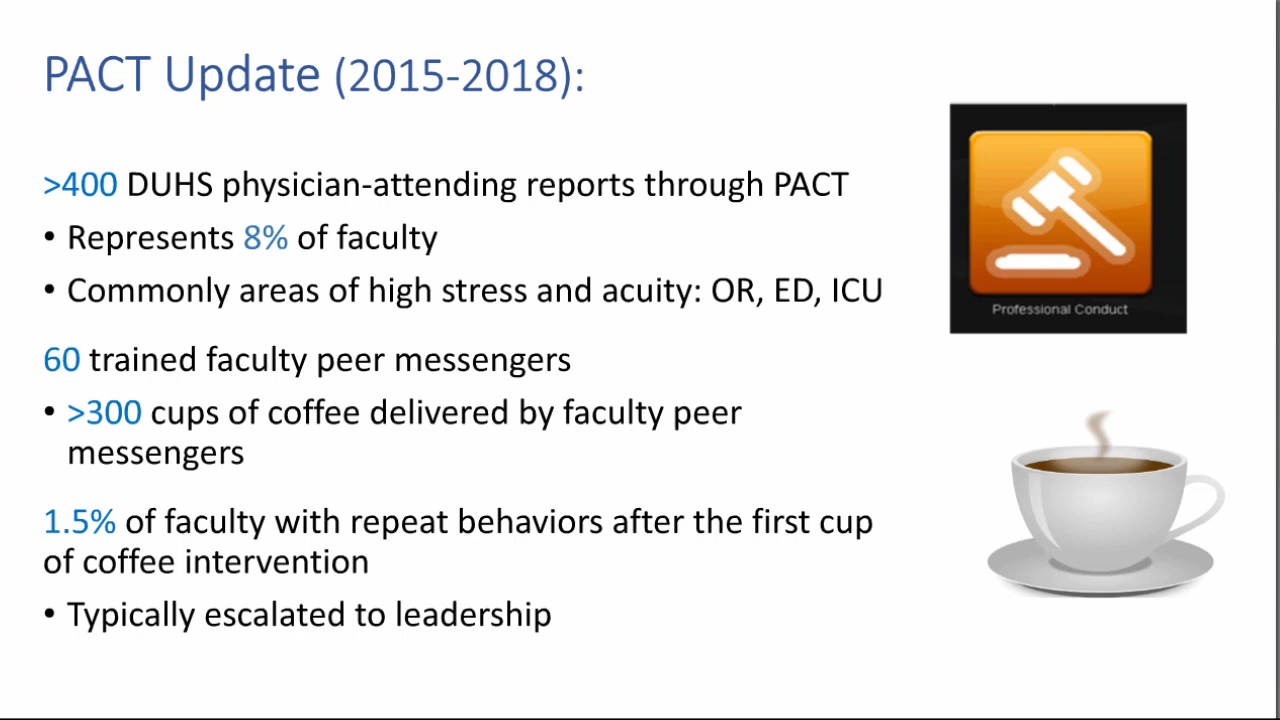 PACT Update (2015-2018):
>400 DUHS physician-attending reports through PACT
• Represents 8% of faculty
• Commonly areas of high stress and acuity: OR, ED, ICU
60 trained faculty peer messengers
• >300 cups of coffee delivered by faculty peer
messengers
1.5% of faculty with repeat behaviors after the first cup
of coffee intervention
• Typically escalated to leadership
Professional Conduct